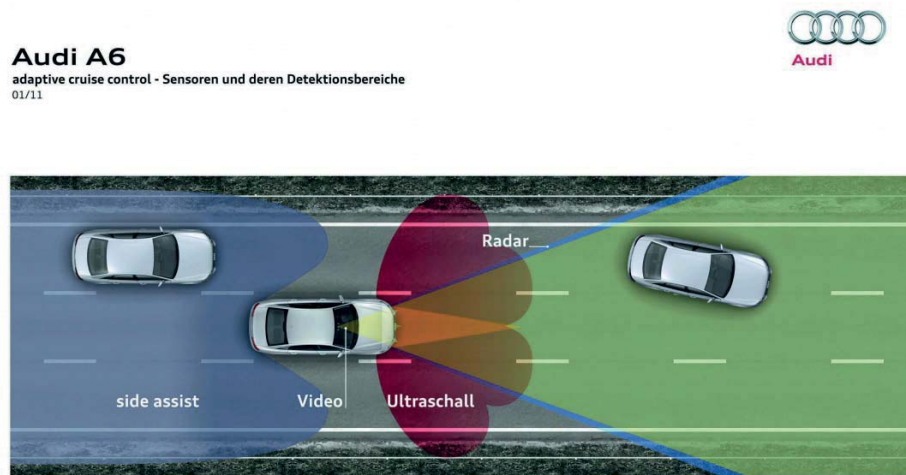 Audi A6
adaptive cruise control - Sensoren und deren Detektionsbereiche
01/11
Audi
Radar
side assist
Video
Ultraschall